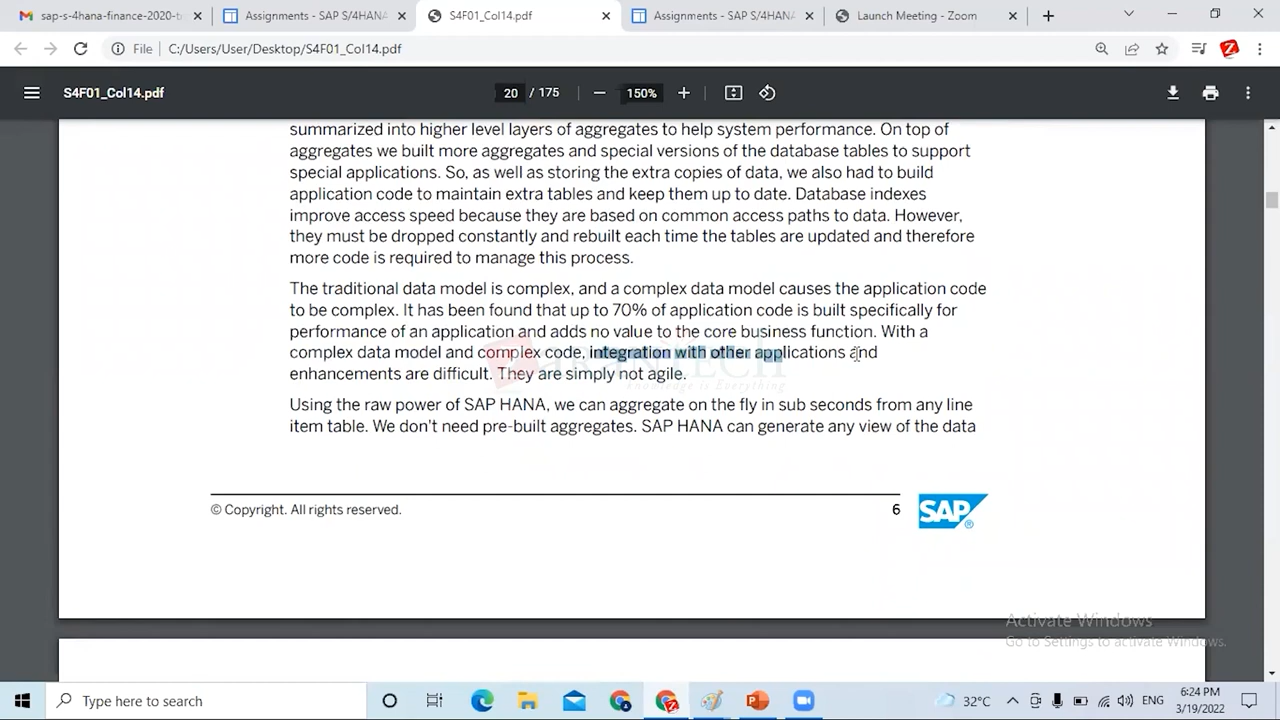 sap-s-4hana-finance-2020-t
Assignments - SAP S/4HANA
S4F01_Col14.pdf
Assignments - SAP S/4HANA
Launch Meeting - Zoom
File
C:/Users/User/Desktop/S4F01_Col14.pdf
S4F01_Col14.pdf
20 / 175
150%
summarized into higher level layers of aggregates to help system performance. On top of
aggregates we built more aggregates and special versions of the database tables to support
special applications. So, as well as storing the extra copies of data, we also had to build
application code to maintain extra tables and keep them up to date. Database indexes
improve access speed because they are based on common access paths to data. However,
they must be dropped constantly and rebuilt each time the tables are updated and therefore
more code is required to manage this process.
The traditional data model is complex, and a complex data model causes the application code
to be complex. It has been found that up to 70% of application code is built specifically for
performance of an application and adds no value to the core business function. With a
complex data model and complex code, integration with other applications and
enhancements are difficult. They are simply not agile.
knowledge is Everything
Using the raw power of SAP HANA, we can aggregate on the fly in sub seconds from any line
item table. We don't need pre-built aggregates. SAP HANA can generate any view of the data
© Copyright. All rights reserved.
6
SAP
Activate Windows
Go to Settings to activate Windows.
Type here to search
32°C
ENG
6:24 PM
3/19/2022